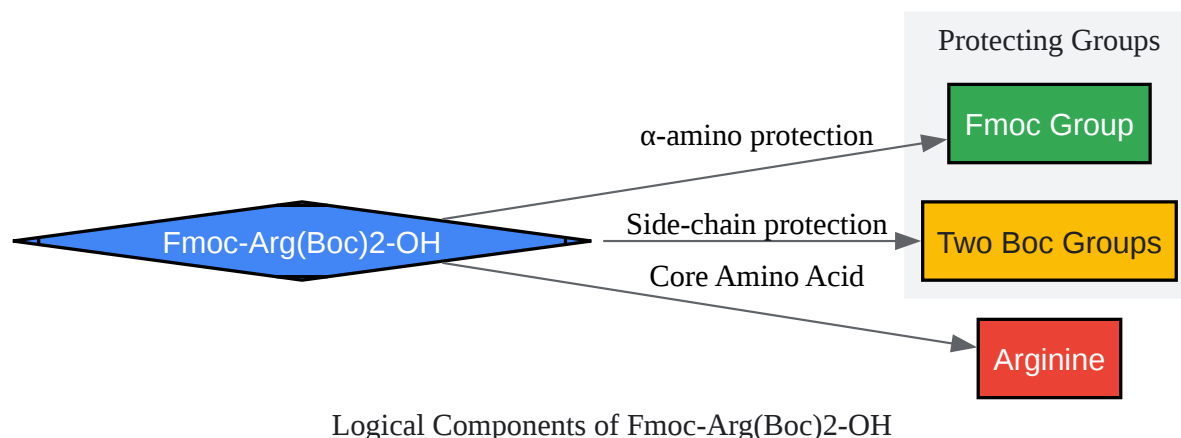 Protecting Groups
Fmoc Group
α-amino protection
Side-chain protection
Fmoc-Arg(Boc)2-OH
Two Boc Groups
Core Amino Acid
Arginine
Logical Components of Fmoc-Arg(Boc)2-OH